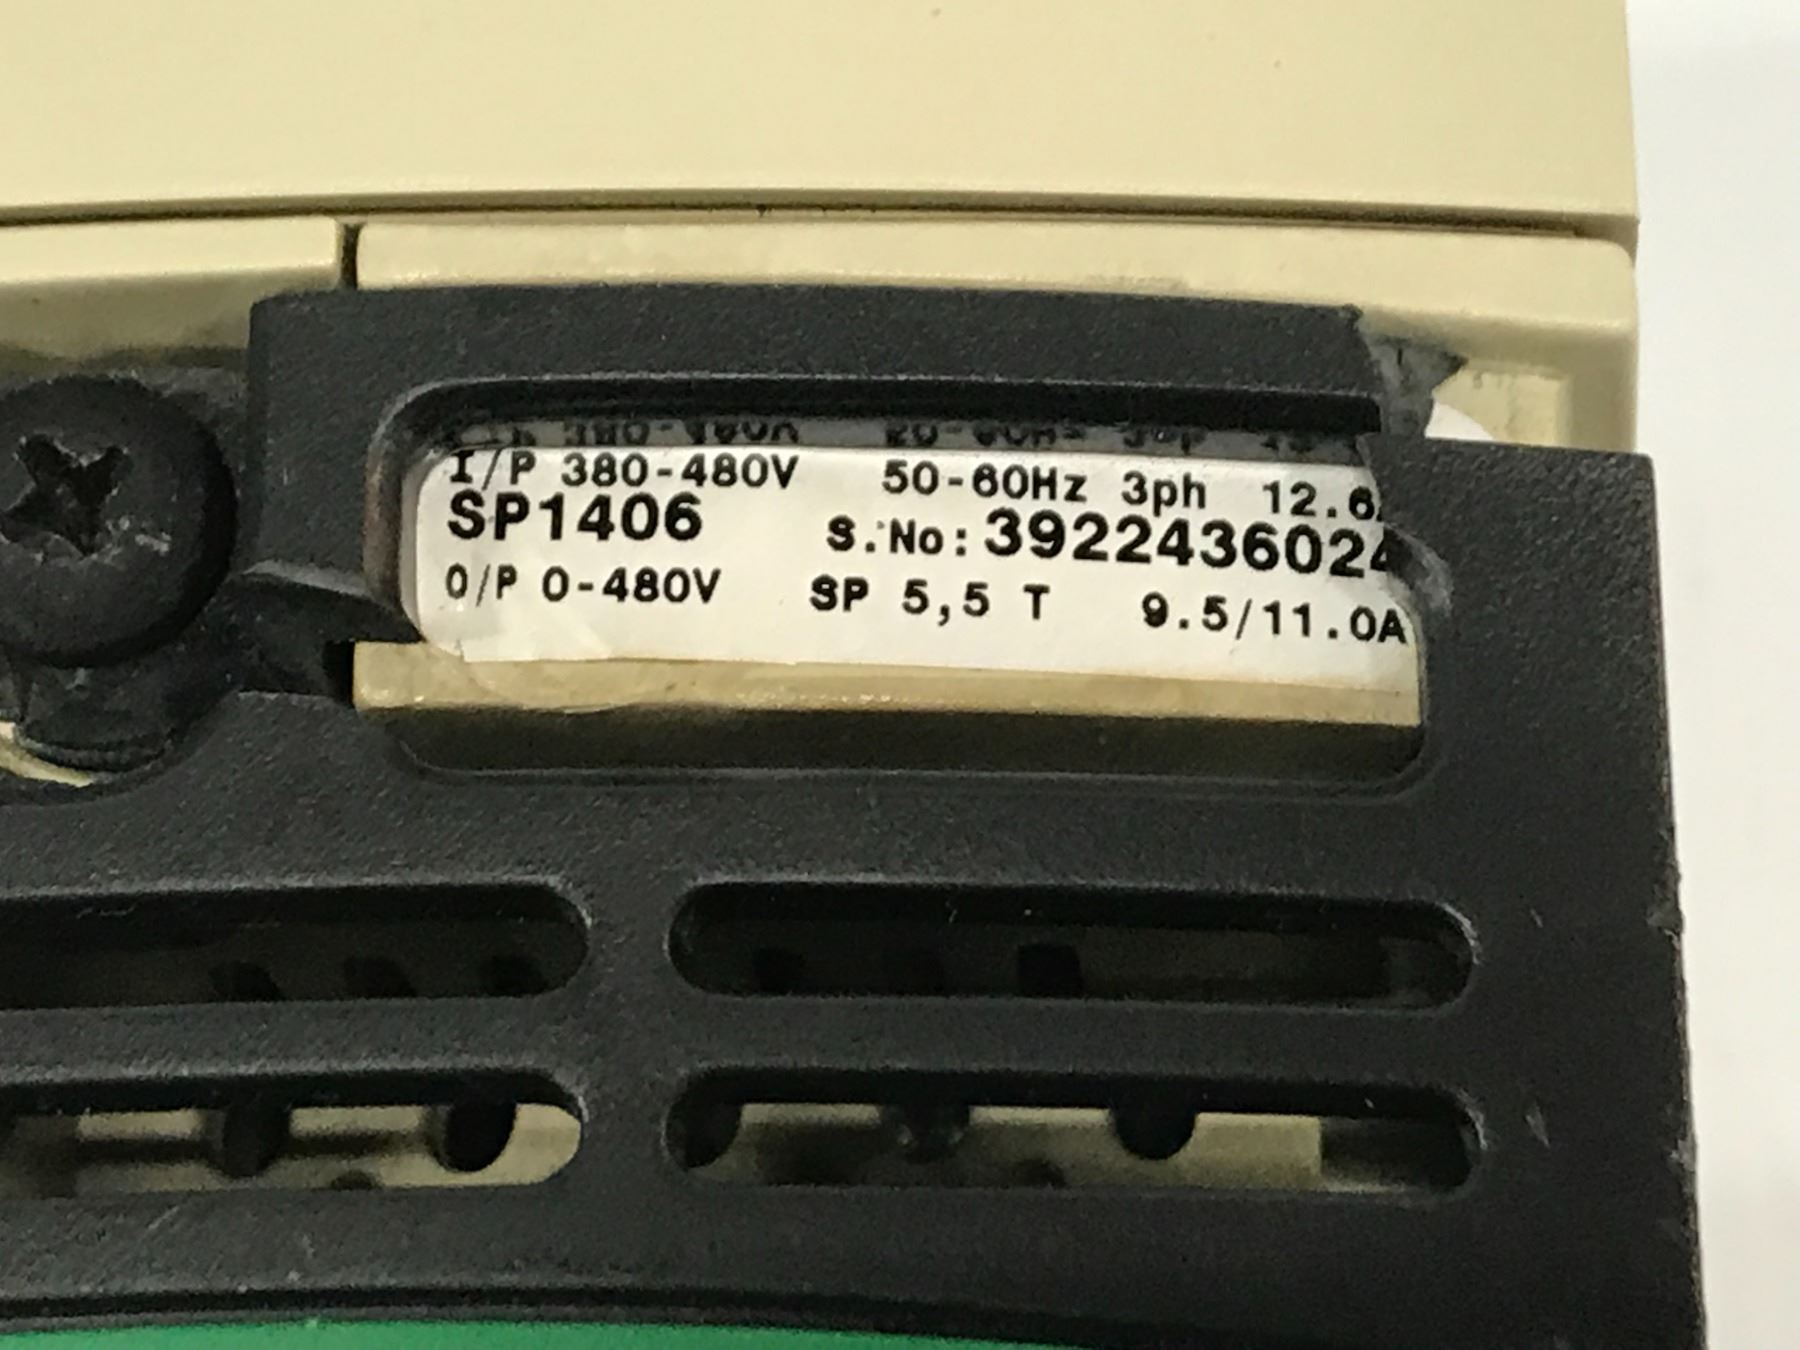 I/P 380-480V 50-60Hz 3ph 12.6
SP1406 S.No: 3922436024
O/P 0-480V SP 5,5 T 9.5/11.0A